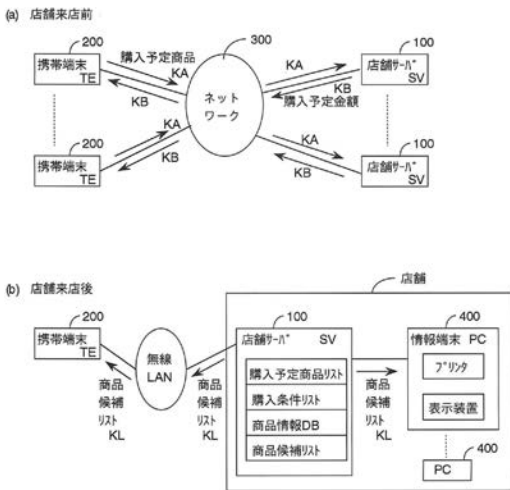 (a) 店舗来店前
200
携帯端末
TE
購入予定商品
KA
KB
300
ネット
ワーク
KA
KB
購入予定金額
100
店舗サーバ
SV
200
携帯端末
TE
KA
KB
KA
KB
100
店舗サーバ
SV
(b) 店舗来店後
店舗
200
携帯端末
TE
商品
候補
リスト
KL
無線
LAN
商品
候補
リスト
KL
100
店舗サーバ SV
購入予定商品リスト
購入条件リスト
商品情報DB
商品候補リスト
商品
候補
リスト
KL
400
情報端末 PC
プリンタ
表示装置
400
PC